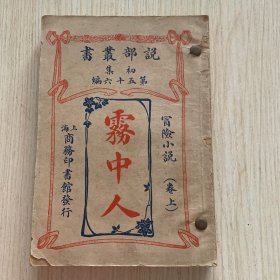 說部叢書
初集
第五十六編
冒險小說
（卷上）
霧中人
上海
商務印書館發行